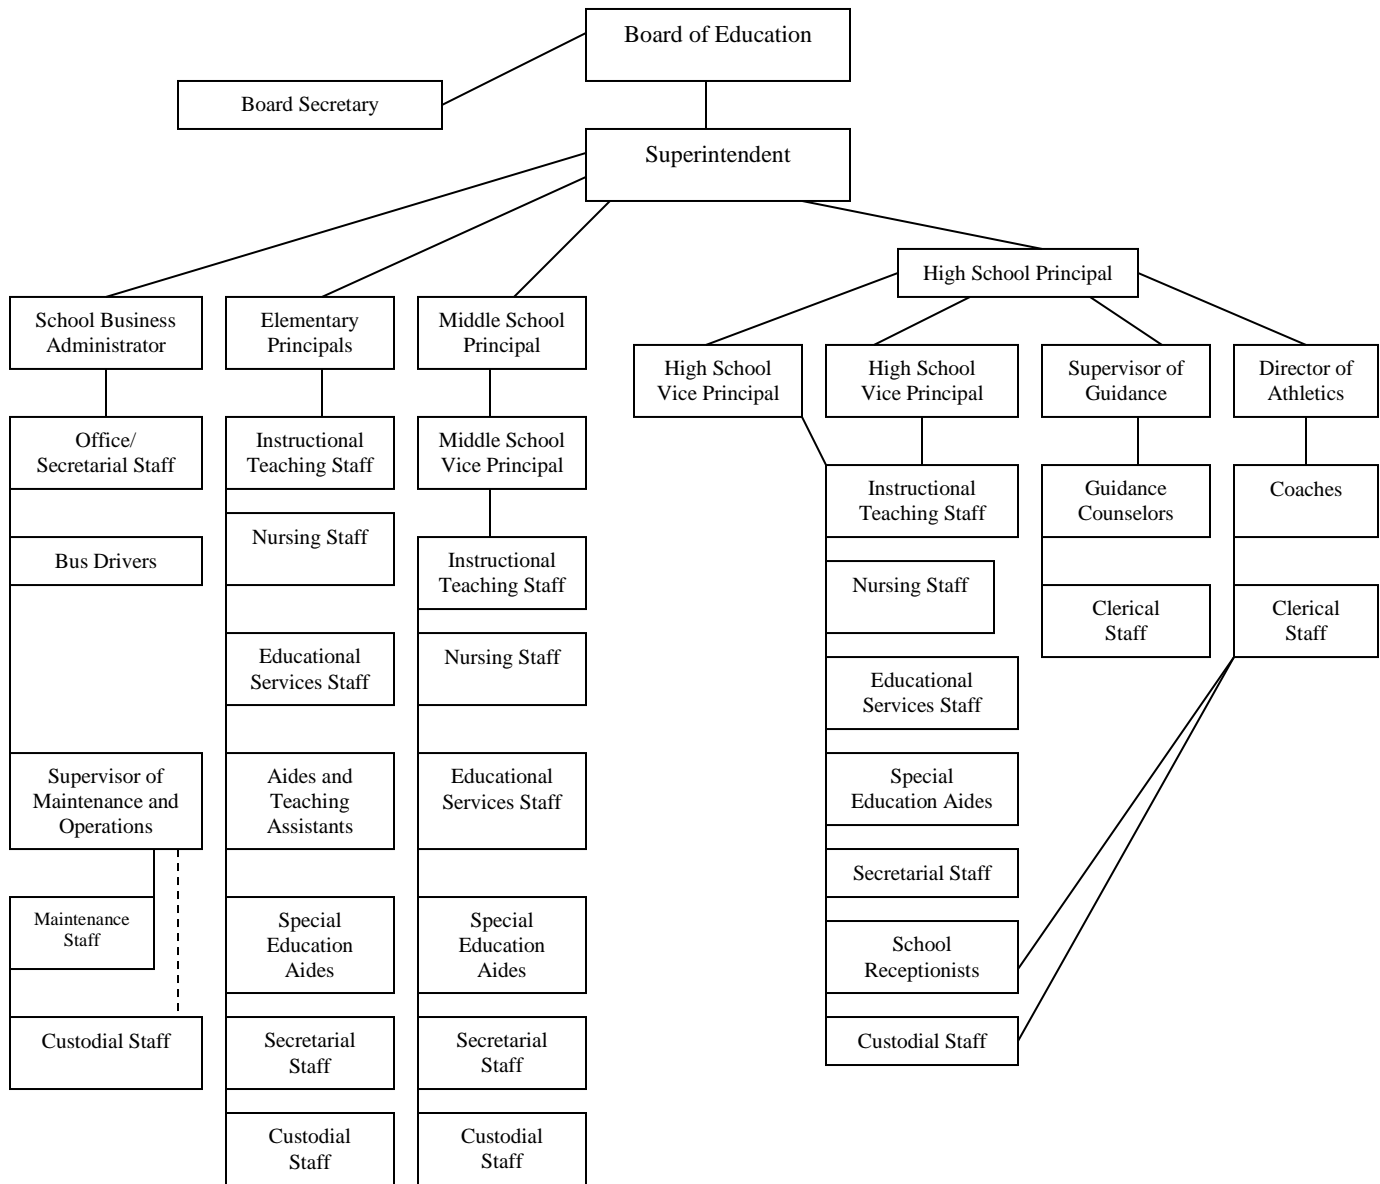 Board of Education
Board Secretary
Superintendent
High School Principal
School Business
Administrator
Elementary
Principals
Middle School
Principal
High School
Vice Principal
High School
Vice Principal
Supervisor of
Guidance
Director of
Athletics
Office/
Secretarial Staff
Bus Drivers
Supervisor of
Maintenance and
Operations
Maintenance
Staff
Custodial Staff
Instructional
Teaching Staff
Nursing Staff
Educational
Services Staff
Aides and
Teaching
Assistants
Special
Education
Aides
Secretarial
Staff
Custodial
Staff
Middle School
Vice Principal
Instructional
Teaching Staff
Nursing Staff
Educational
Services Staff
Special
Education
Aides
Secretarial
Staff
Custodial
Staff
Instructional
Teaching Staff
Nursing Staff
Educational
Services Staff
Special
Education Aides
Secretarial Staff
School
Receptionists
Custodial Staff
Guidance
Counselors
Clerical
Staff
Coaches
Clerical
Staff